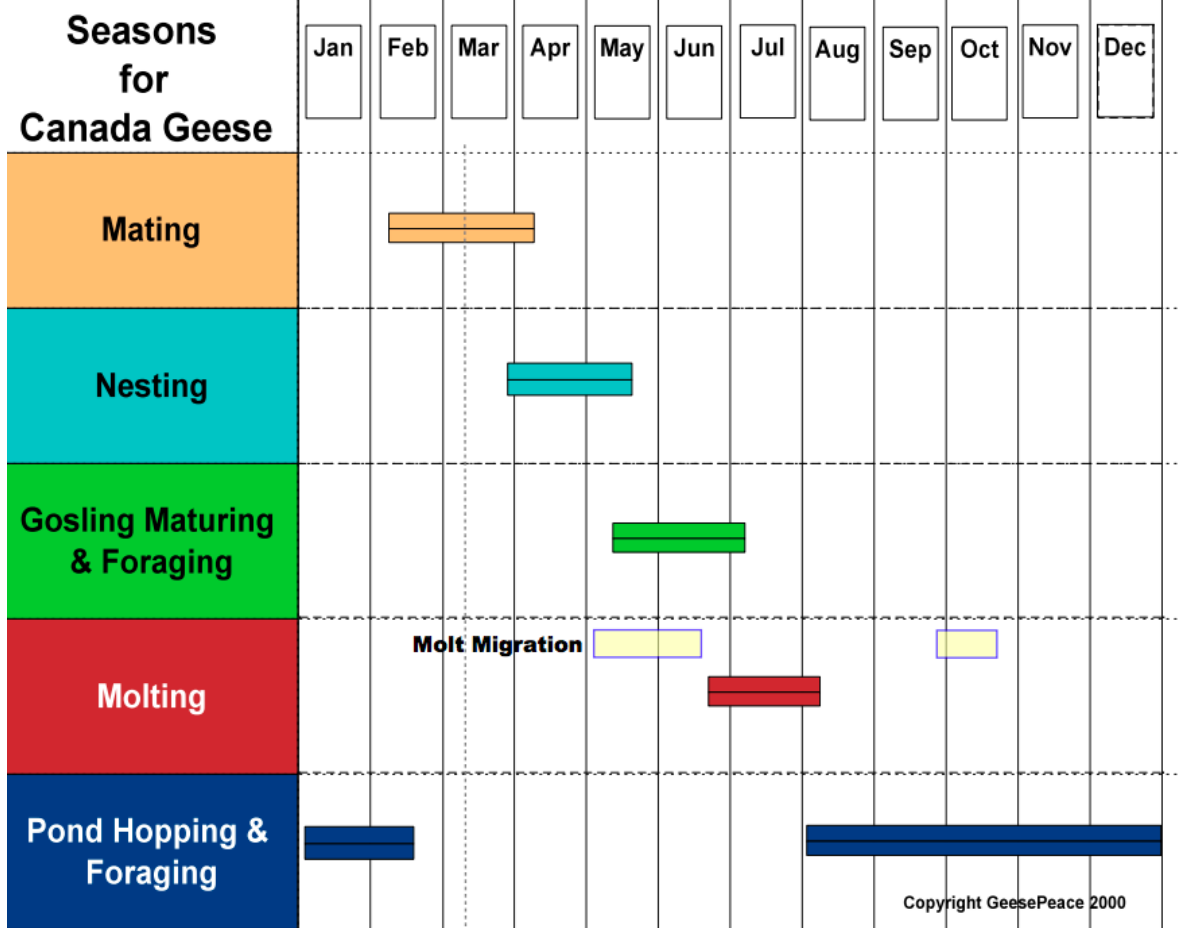 Seasons
for
Canada Geese
Jan Feb Mar Apr May Jun Jul Aug Sep Oct Nov Dec
Mating
Nesting
Gosling Maturing
& Foraging
Molt Migration
Molting
Pond Hopping &
Foraging
Copyright GeesePeace 2000